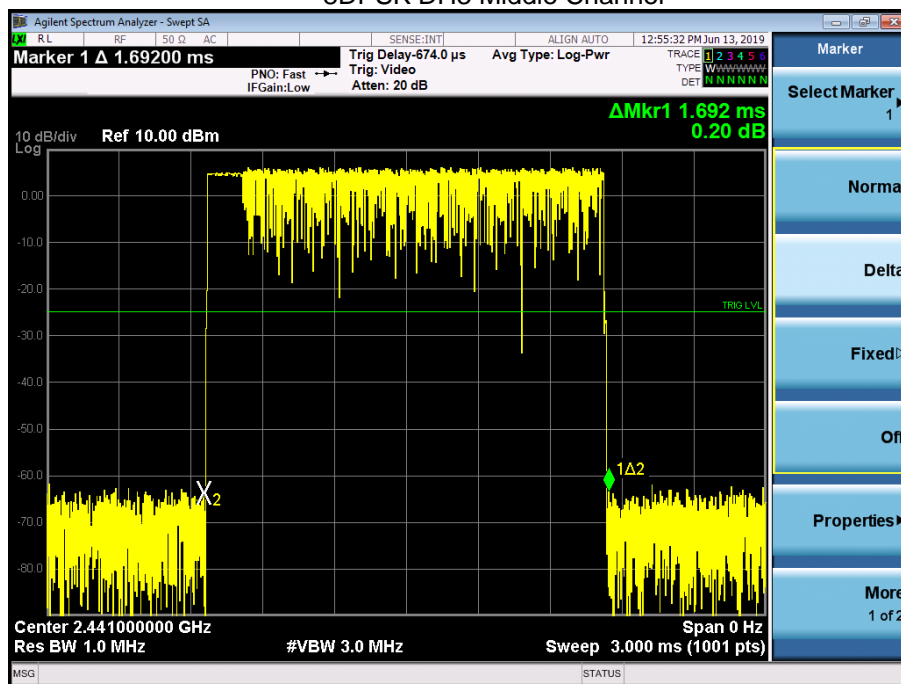 Agilent Spectrum Analyzer - Swept SA
LXI RL RF 50 Ω AC SENSE:INT ALIGN AUTO 12:55:32 PM Jun 13, 2019
Marker 1 Δ 1.69200 ms
Trig Delay-674.0 µs Avg Type: Log-Pwr TRACE 1 2 3 4 5 6
PNO: Fast Trig: Video TYPE WWWWWW
IFGain:Low Atten: 20 dB DET N N N N N N
ΔMkr1 1.692 ms
0.20 dB
10 dB/div Ref 10.00 dBm
Log
0.00
-10.0
-20.0
TRIG LVL
-30.0
-40.0
-50.0
-60.0
1Δ2
2
-70.0
-80.0
Center 2.441000000 GHz Span 0 Hz
Res BW 1.0 MHz #VBW 3.0 MHz Sweep 3.000 ms (1001 pts)
MSG STATUS
Marker
Select Marker
1
Norma
Delta
Fixed
Off
Properties
More
1 of 2